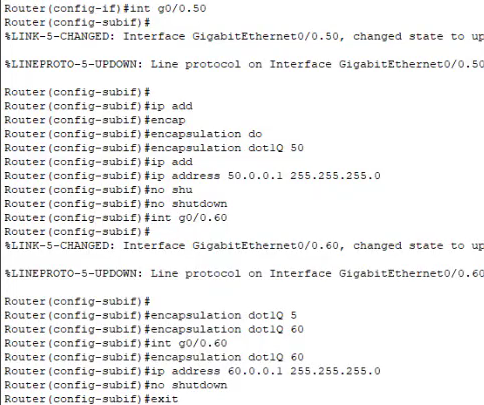 Router(config-if)#int g0/0.50
Router(config-subif)#
%LINK-5-CHANGED: Interface GigabitEthernet0/0.50, changed state to up
%LINEPROTO-5-UPDOWN: Line protocol on Interface GigabitEthernet0/0.50
Router(config-subif)#
Router(config-subif)#ip add
Router(config-subif)#encap
Router(config-subif)#encapsulation do
Router(config-subif)#encapsulation dot1Q 50
Router(config-subif)#ip add
Router(config-subif)#ip address 50.0.0.1 255.255.255.0
Router(config-subif)#no shu
Router(config-subif)#no shutdown
Router(config-subif)#int g0/0.60
Router(config-subif)#
%LINK-5-CHANGED: Interface GigabitEthernet0/0.60, changed state to up
%LINEPROTO-5-UPDOWN: Line protocol on Interface GigabitEthernet0/0.60
Router(config-subif)#
Router(config-subif)#encapsulation dot1Q 5
Router(config-subif)#encapsulation dot1Q 60
Router(config-subif)#int g0/0.60
Router(config-subif)#encapsulation dot1Q 60
Router(config-subif)#ip address 60.0.0.1 255.255.255.0
Router(config-subif)#no shutdown
Router(config-subif)#exit